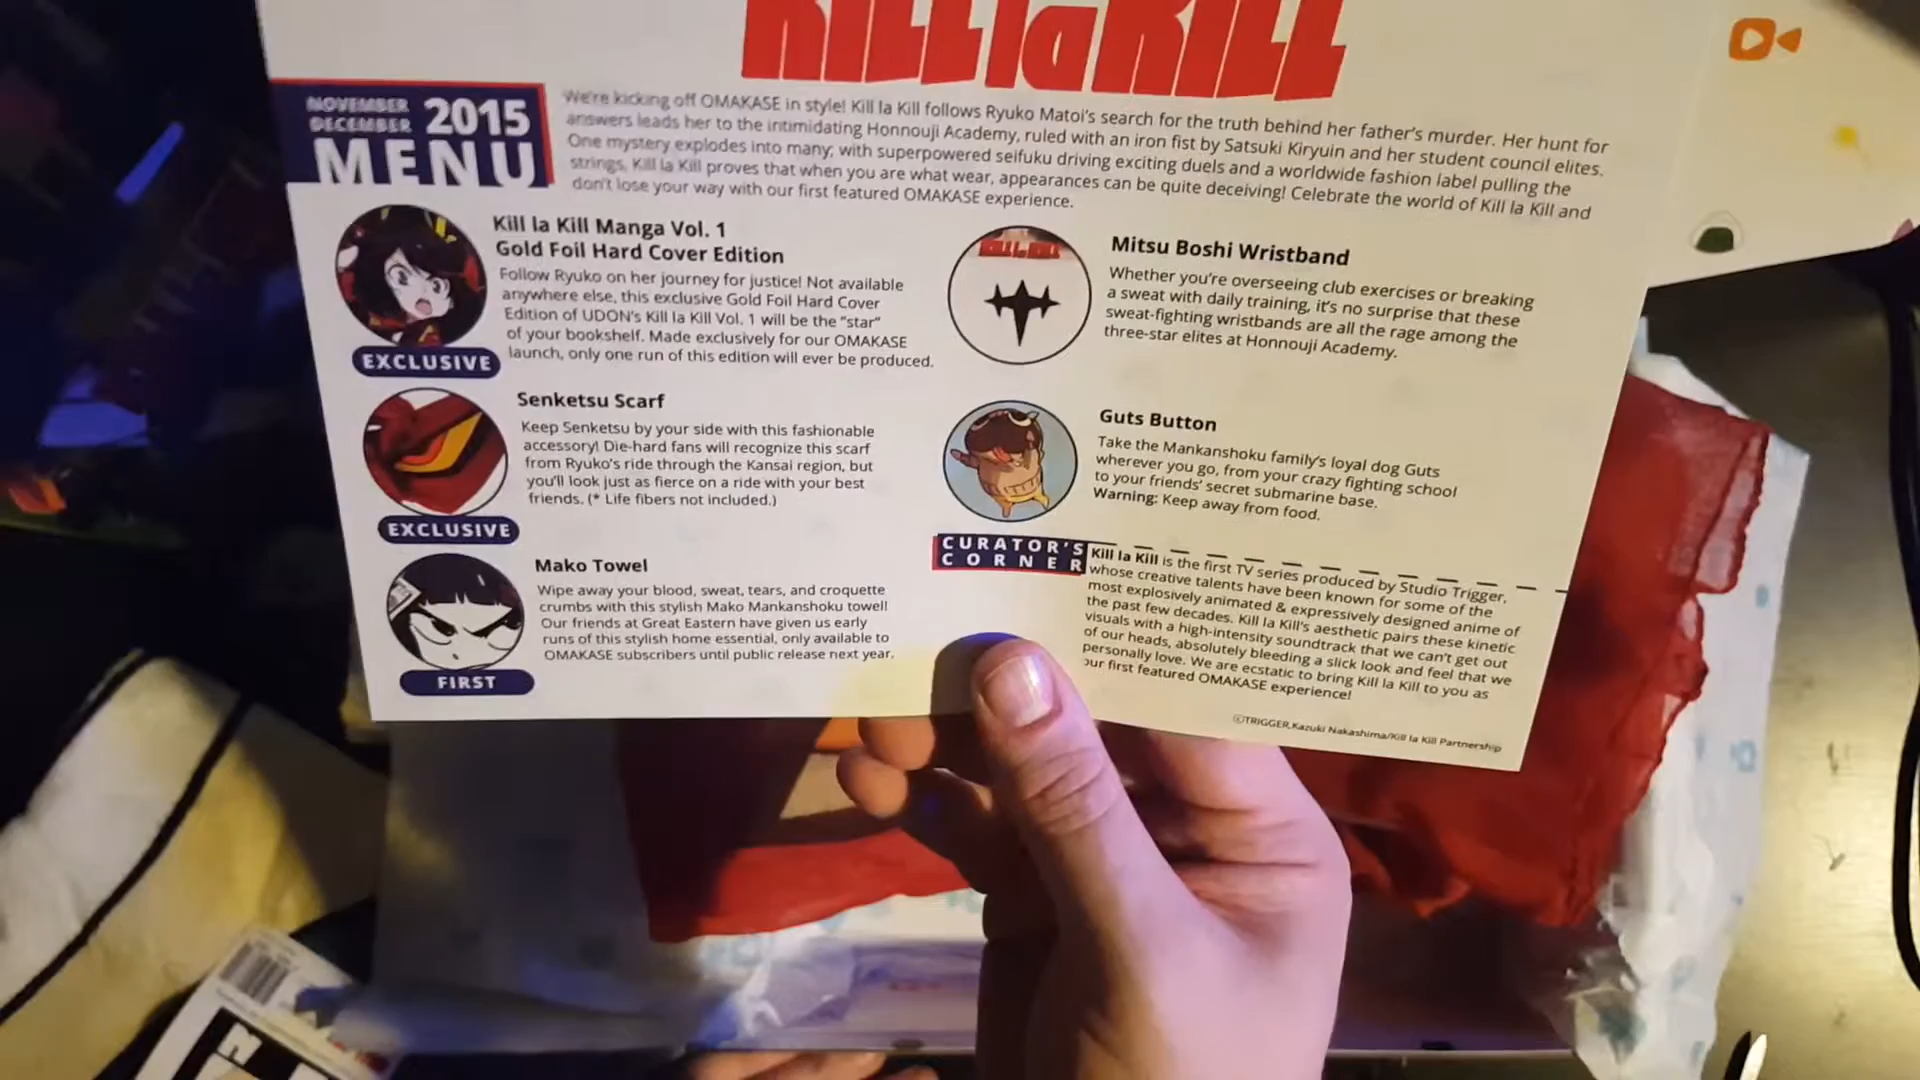 KILL la KILL
NOVEMBER
DECEMBER
2015
MENU
We're kicking off OMAKASE in style! Kill la Kill follows Ryuko Matoi's search for the truth behind her father's murder. Her hunt for
answers leads her to the intimidating Honnouji Academy, ruled with an iron fist by Satsuki Kiryuin and her student council elites.
One mystery explodes into many, with superpowered seifuku driving exciting duels and a worldwide fashion label pulling the
strings. Kill la Kill proves that when you are what wear, appearances can be quite deceiving! Celebrate the world of Kill la Kill and
don't lose your way with our first featured OMAKASE experience.
Kill la Kill Manga Vol. 1
Gold Foil Hard Cover Edition
Follow Ryuko on her journey for justice! Not available
anywhere else, this exclusive Gold Foil Hard Cover
Edition of UDON's Kill la Kill Vol. 1 will be the "star"
of your bookshelf. Made exclusively for our OMAKASE
launch, only one run of this edition will ever be produced.
EXCLUSIVE
Senketsu Scarf
Keep Senketsu by your side with this fashionable
accessory! Die-hard fans will recognize this scarf
from Ryuko's ride through the Kansai region, but
you'll look just as fierce on a ride with your best
friends. (* Life fibers not included.)
EXCLUSIVE
Mako Towel
Wipe away your blood, sweat, tears, and croquette
crumbs with this stylish Mako Mankanshoku towel!
Our friends at Great Eastern have given us early
runs of this stylish home essential, only available to
OMAKASE subscribers until public release next year.
FIRST
KILL la KILL
Mitsu Boshi Wristband
Whether you're overseeing club exercises or breaking
a sweat with daily training, it's no surprise that these
sweat-fighting wristbands are all the rage among the
three-star elites at Honnouji Academy.
Guts Button
Take the Mankanshoku family's loyal dog Guts
wherever you go, from your crazy fighting school
to your friends' secret submarine base.
Warning: Keep away from food.
CURATOR'S
CORNER
Kill la Kill is the first TV series produced by Studio Trigger,
whose creative talents have been known for some of the
most explosively animated & expressively designed anime of
the past few decades. Kill la Kill's aesthetic pairs these kinetic
visuals with a high-intensity soundtrack that we can't get out
of our heads, absolutely bleeding a slick look and feel that we
personally love. We are ecstatic to bring Kill la Kill to you as
our first featured OMAKASE experience!
©TRIGGER,Kazuki Nakashima/Kill la Kill Partnership